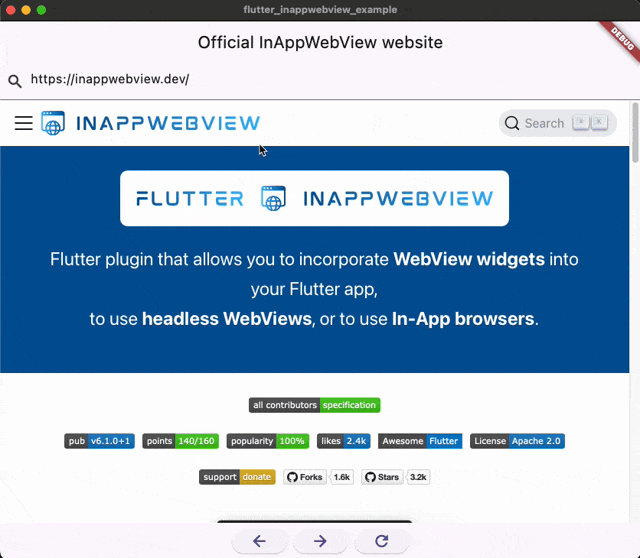 flutter_inappwebview_example
Official InAppWebView website
DEBUG
https://inappwebview.dev/
INAPPWEBVIEW
Search
K
FLUTTER INAPPWEBVIEW
Flutter plugin that allows you to incorporate WebView widgets into
your Flutter app,
to use headless WebViews, or to use In-App browsers.
all contributors specification
pub v6.1.0+1 points 140/160 popularity 100% likes 2.4k Awesome Flutter License Apache 2.0
support donate Forks 1.6k Stars 3.2k